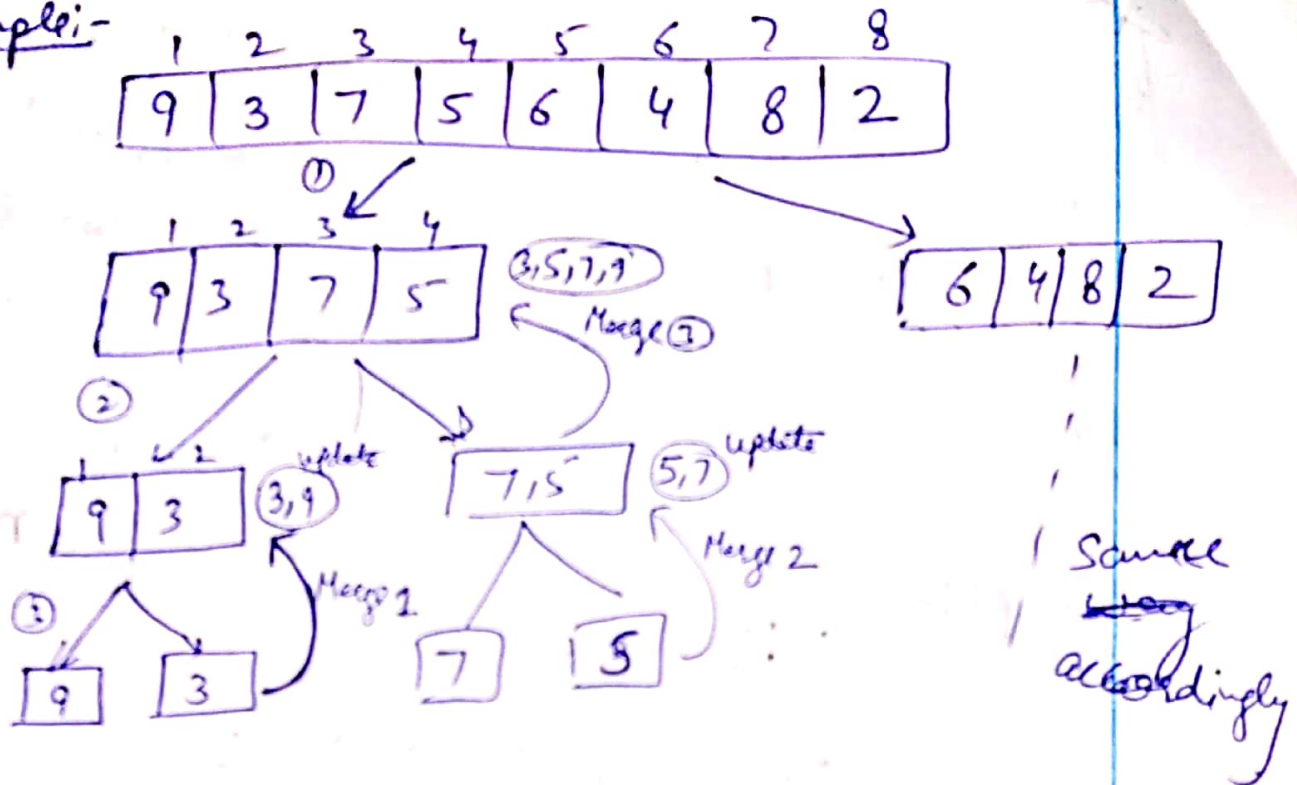 1 2 3 4 5 6 7 8
9 3 7 5 6 4 8 2
①
1 2 3 4
9 3 7 5
3,5,7,9
Merge ③
6 4 8 2
②
1 2
9 3
3,9
update
7,5
5,7
update
Merge 1
Merge 2
③
9 3
7 5
accordingly